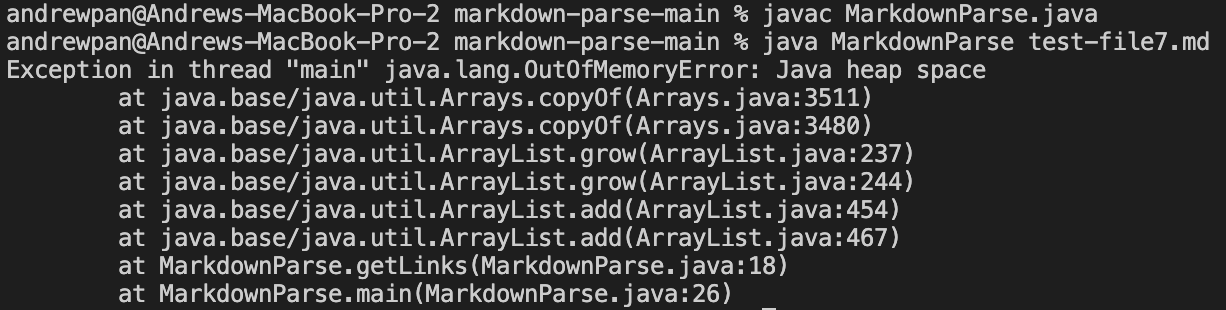 andrewpan@Andrews-MacBook-Pro-2 markdown-parse-main % javac MarkdownParse.java
andrewpan@Andrews-MacBook-Pro-2 markdown-parse-main % java MarkdownParse test-file7.md
Exception in thread "main" java.lang.OutOfMemoryError: Java heap space
        at java.base/java.util.Arrays.copyOf(Arrays.java:3511)
        at java.base/java.util.Arrays.copyOf(Arrays.java:3480)
        at java.base/java.util.ArrayList.grow(ArrayList.java:237)
        at java.base/java.util.ArrayList.grow(ArrayList.java:244)
        at java.base/java.util.ArrayList.add(ArrayList.java:454)
        at java.base/java.util.ArrayList.add(ArrayList.java:467)
        at MarkdownParse.getLinks(MarkdownParse.java:18)
        at MarkdownParse.main(MarkdownParse.java:26)